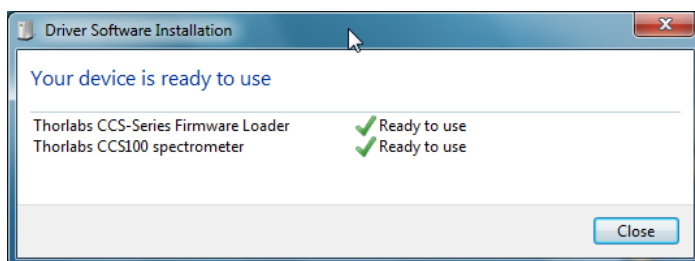 Driver Software Installation
Your device is ready to use
Thorlabs CCS-Series Firmware Loader Ready to use
Thorlabs CCS100 spectrometer Ready to use
Close